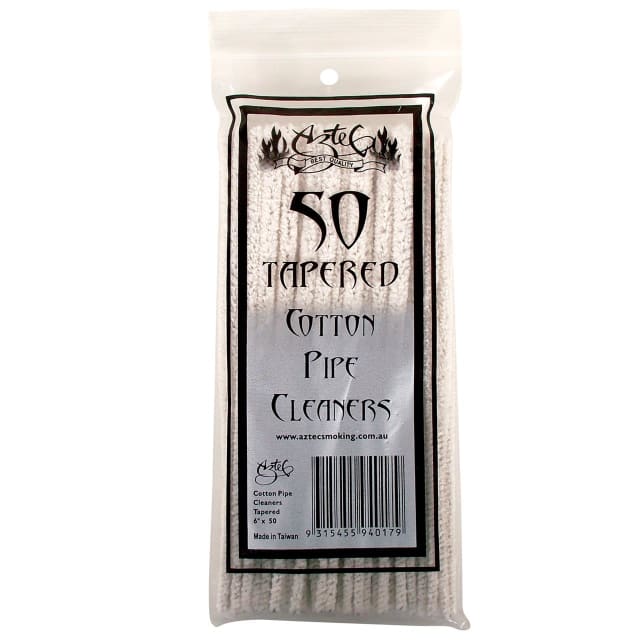 Aztec
BEST QUALITY
50
TAPERED
COTTON
PIPE
CLEANERS
www.aztecsmoking.com.au
Aztec
Cotton Pipe
Cleaners
Tapered
6" x 50
Made in Taiwan
9 315455 940179